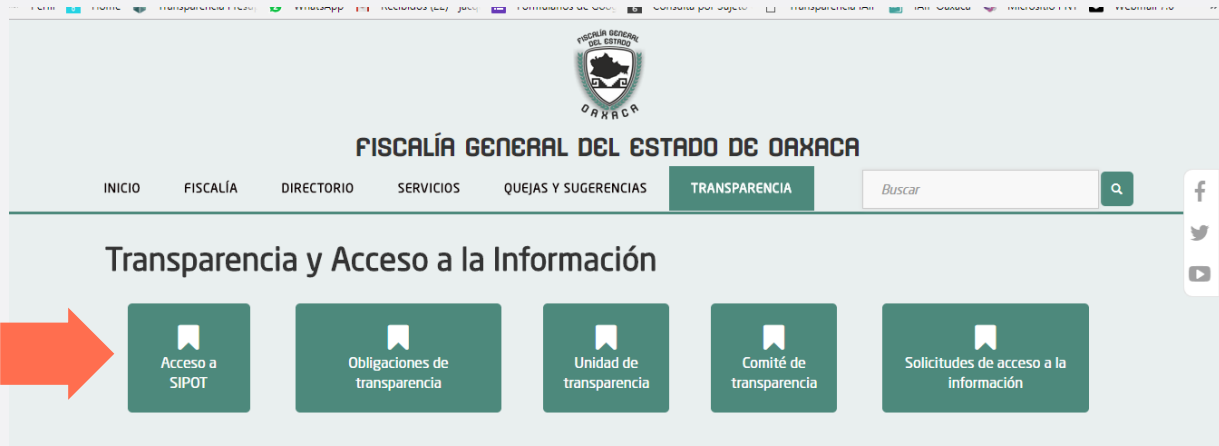 FISCALÍA GENERAL
DEL ESTADO
OAXACA
FISCALÍA GENERAL DEL ESTADO DE OAXACA
INICIO FISCALÍA DIRECTORIO SERVICIOS QUEJAS Y SUGERENCIAS TRANSPARENCIA Buscar
Transparencia y Acceso a la Información
Acceso a
SIPOT
Obligaciones de
transparencia
Unidad de
transparencia
Comité de
transparencia
Solicitudes de acceso a la
información